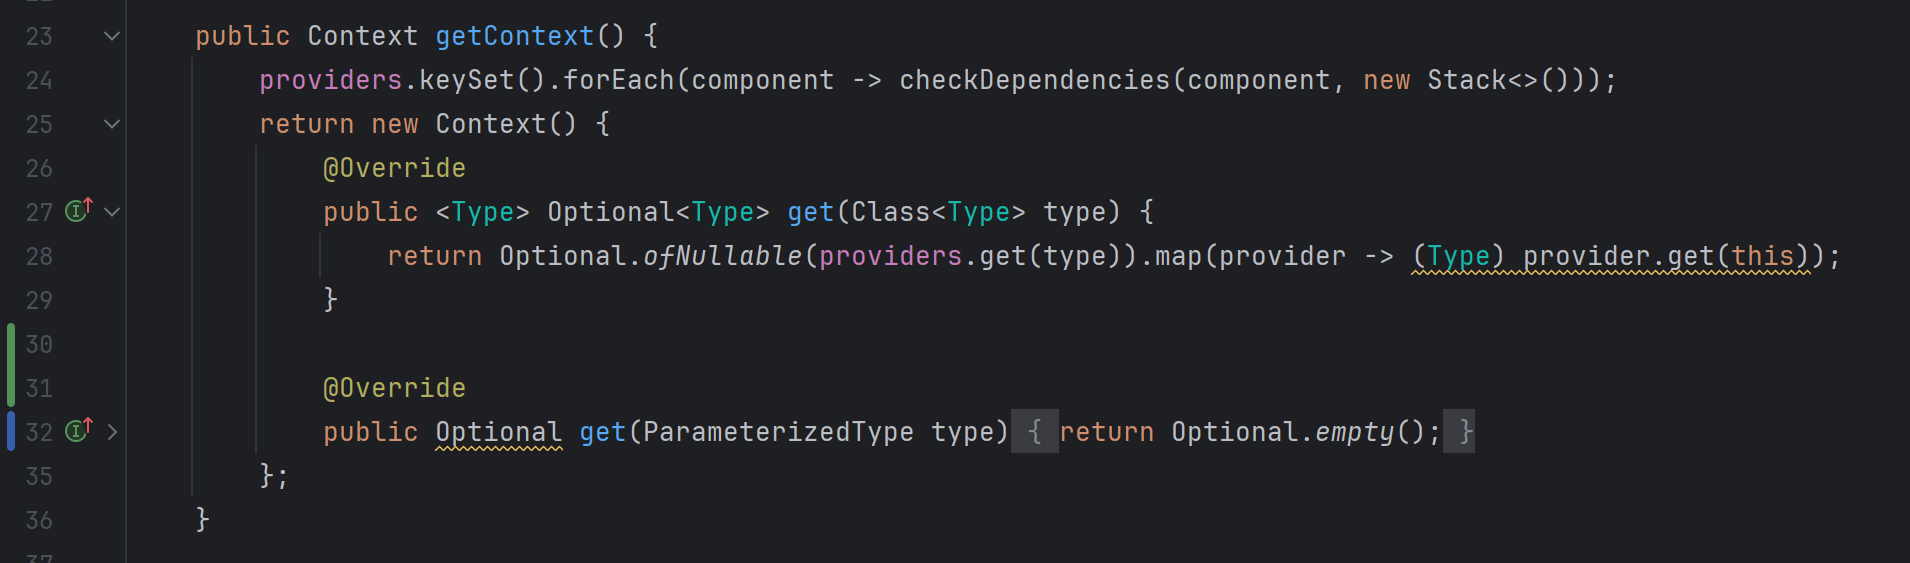 23 public Context getContext() {
24 providers.keySet().forEach(component -> checkDependencies(component, new Stack<>()));
25 return new Context() {
26 @Override
27 public <Type> Optional<Type> get(Class<Type> type) {
28 return Optional.ofNullable(providers.get(type)).map(provider -> (Type) provider.get(this));
29 }
30
31 @Override
32 public Optional get(ParameterizedType type) { return Optional.empty(); }
35 };
36 }
37